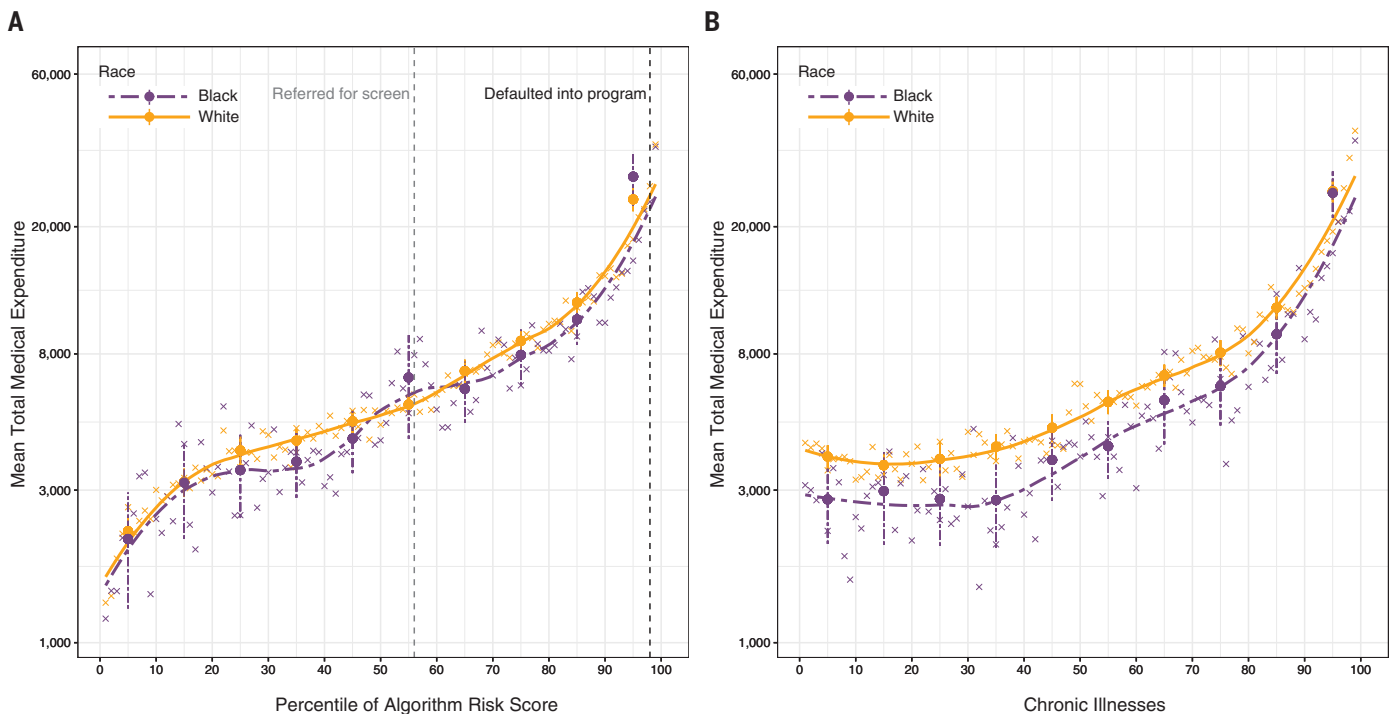 A
Race
Black
White
Referred for screen
Defaulted into program
60,000
20,000
8,000
3,000
1,000
Mean Total Medical Expenditure
0 10 20 30 40 50 60 70 80 90 100
Percentile of Algorithm Risk Score
B
Race
Black
White
60,000
20,000
8,000
3,000
1,000
Mean Total Medical Expenditure
0 10 20 30 40 50 60 70 80 90 100
Chronic Illnesses